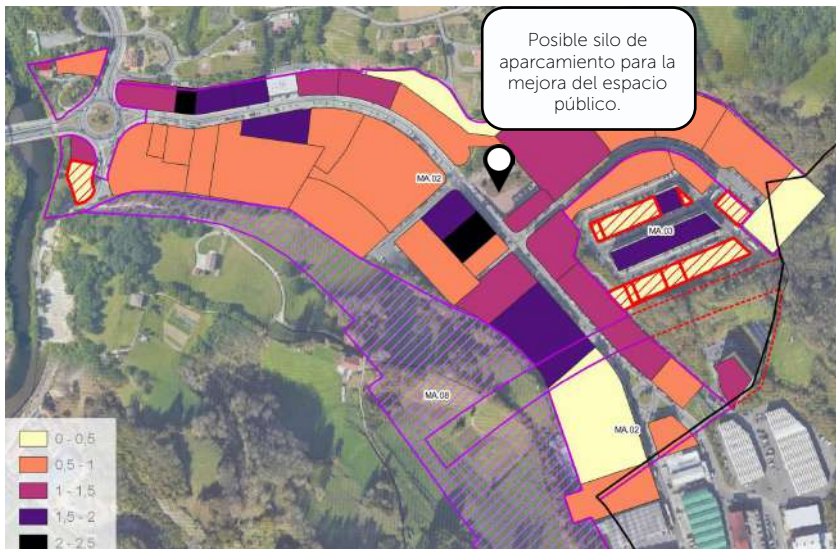 Posible silo de
aparcamiento para la
mejora del espacio
público.
MA.02
MA.03
MA.08
MA.02
0 - 0,5
0,5 - 1
1 - 1,5
1,5 - 2
2 - 2,5